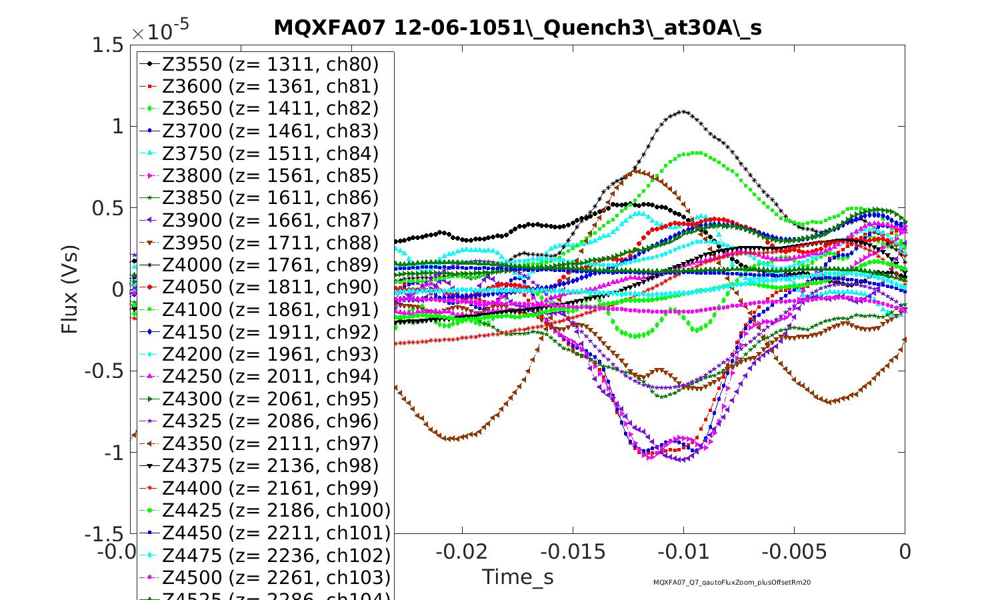 MQXFA07 12-06-1051\_Quench3\_at30A\_s
×10-5
1.5
1
0.5
0
-0.5
-1
-1.5
Flux (Vs)
Z3550 (z= 1311, ch80)
Z3600 (z= 1361, ch81)
Z3650 (z= 1411, ch82)
Z3700 (z= 1461, ch83)
Z3750 (z= 1511, ch84)
Z3800 (z= 1561, ch85)
Z3850 (z= 1611, ch86)
Z3900 (z= 1661, ch87)
Z3950 (z= 1711, ch88)
Z4000 (z= 1761, ch89)
Z4050 (z= 1811, ch90)
Z4100 (z= 1861, ch91)
Z4150 (z= 1911, ch92)
Z4200 (z= 1961, ch93)
Z4250 (z= 2011, ch94)
Z4300 (z= 2061, ch95)
Z4325 (z= 2086, ch96)
Z4350 (z= 2111, ch97)
Z4375 (z= 2136, ch98)
Z4400 (z= 2161, ch99)
Z4425 (z= 2186, ch100)
Z4450 (z= 2211, ch101)
Z4475 (z= 2236, ch102)
Z4500 (z= 2261, ch103)
Z4525 (z= 2286, ch104)
-0.0 -0.02 -0.015 -0.01 -0.005 0
Time_s
MQXFA07_Q7_qautoFluxZoom_plusOffsetRm20